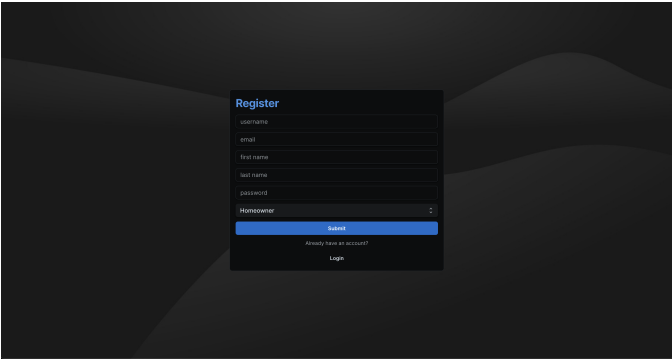 Register
username
email
first name
last name
password
Homeowner
Submit
Already have an account?
Login